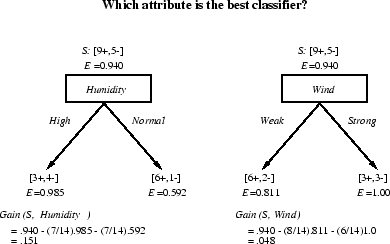 Which attribute is the best classifier?
S: [9+,5-]
E =0.940
Humidity
High
Normal
[3+,4-]
E=0.985
[6+,1-]
E=0.592
Gain (S, Humidity )
= .940 - (7/14).985 - (7/14).592
= .151
S: [9+,5-]
E =0.940
Wind
Weak
Strong
[6+,2-]
E=0.811
[3+,3-]
E=1.00
Gain (S, Wind)
= .940 - (8/14).811 - (6/14)1.0
= .048